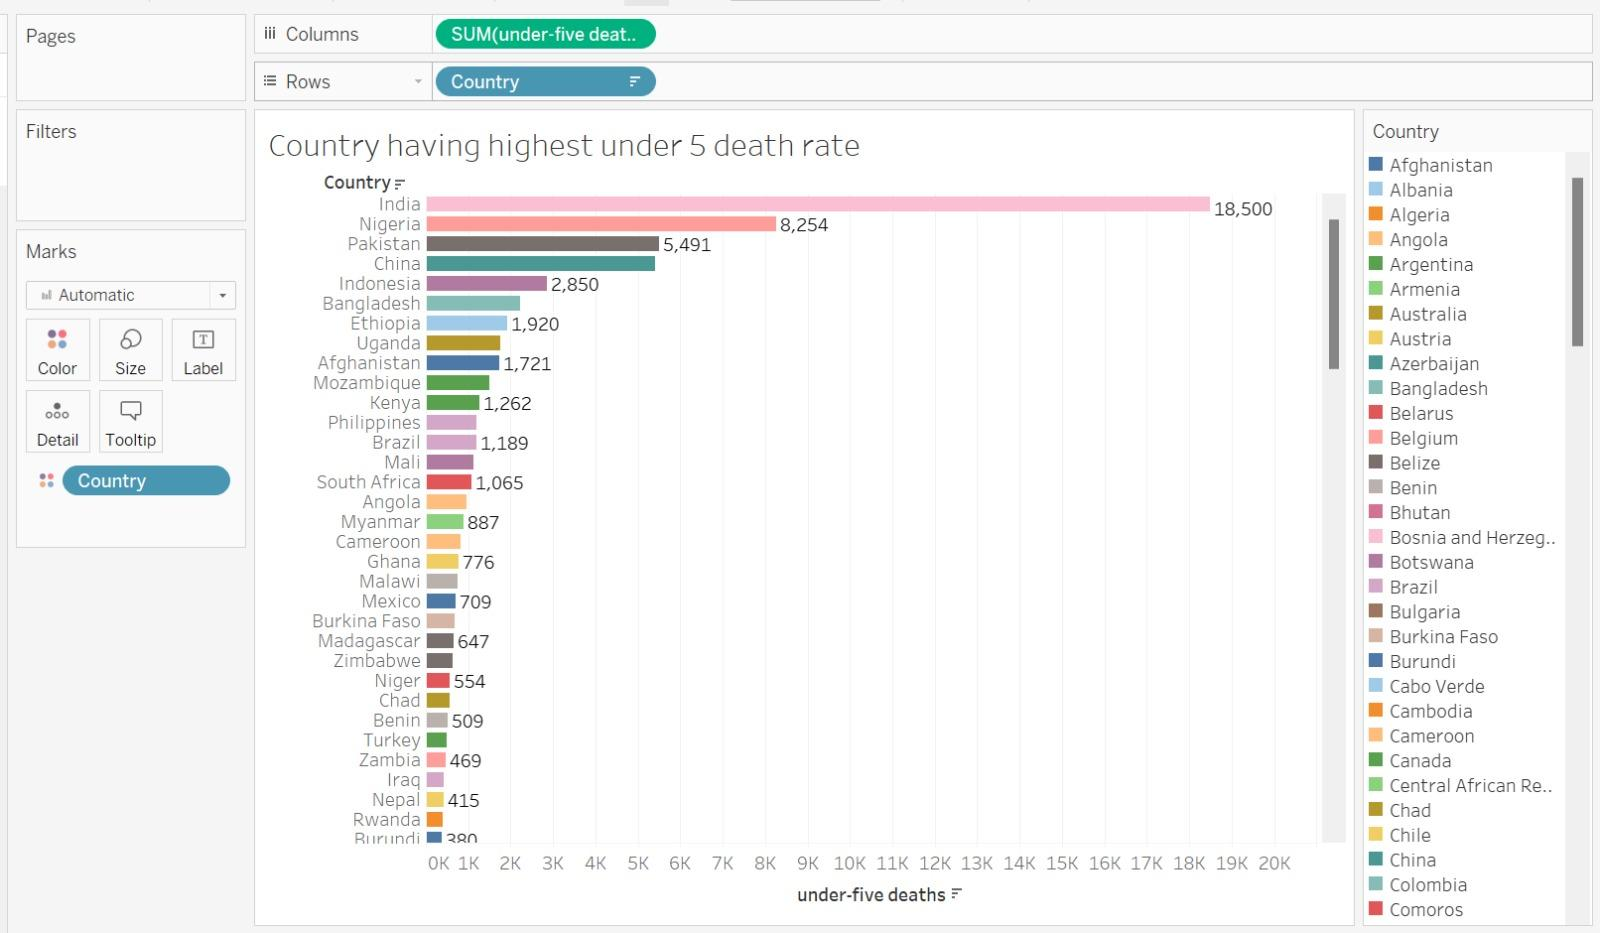 Pages
Columns
SUM(under-five deat..
Rows
Country
Filters
Marks
Automatic
Color
Size
Label
Detail
Tooltip
Country
Country having highest under 5 death rate
Country
India 18,500
Nigeria 8,254
Pakistan 5,491
China
Indonesia 2,850
Bangladesh
Ethiopia 1,920
Uganda
Afghanistan 1,721
Mozambique
Kenya 1,262
Philippines
Brazil 1,189
Mali
South Africa 1,065
Angola
Myanmar 887
Cameroon
Ghana 776
Malawi
Mexico 709
Burkina Faso
Madagascar 647
Zimbabwe
Niger 554
Chad
Benin 509
Turkey
Zambia 469
Iraq
Nepal 415
Rwanda
Burundi 380
0K 1K 2K 3K 4K 5K 6K 7K 8K 9K 10K 11K 12K 13K 14K 15K 16K 17K 18K 19K 20K
under-five deaths
Country
Afghanistan
Albania
Algeria
Angola
Argentina
Armenia
Australia
Austria
Azerbaijan
Bangladesh
Belarus
Belgium
Belize
Benin
Bhutan
Bosnia and Herzeg..
Botswana
Brazil
Bulgaria
Burkina Faso
Burundi
Cabo Verde
Cambodia
Cameroon
Canada
Central African Re..
Chad
Chile
China
Colombia
Comoros